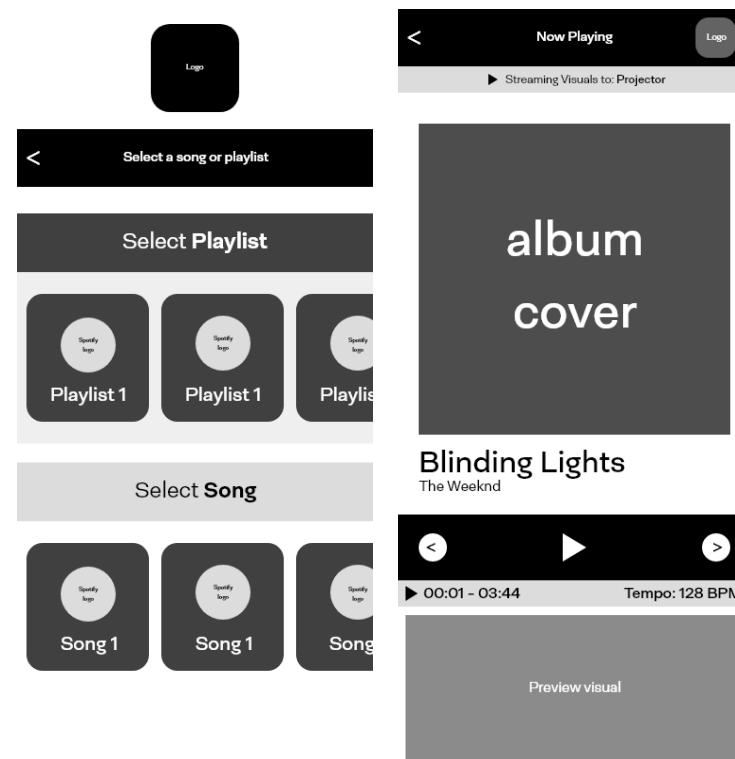 Logo
< Select a song or playlist
Select Playlist
Spotify
logo
Playlist 1
Spotify
logo
Playlist 1
Spotify
logo
Playlis
Select Song
Spotify
logo
Song 1
Spotify
logo
Song 1
Spotify
logo
Song
< Now Playing Logo
Streaming Visuals to: Projector
album
cover
Blinding Lights
The Weeknd
< >
00:01 - 03:44 Tempo: 128 BPM
Preview visual